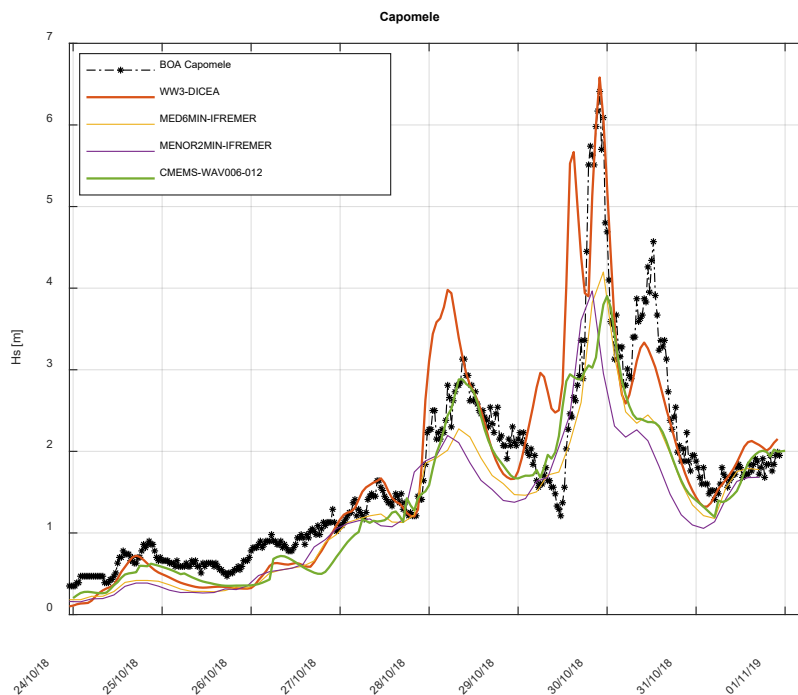 Capomele
7
6
5
4
3
2
1
0
Hs [m]
BOA Capomele
WW3-DICEA
MED6MIN-IFREMER
MENOR2MIN-IFREMER
CMEMS-WAV006-012
24/10/18
25/10/18
26/10/18
27/10/18
28/10/18
29/10/18
30/10/18
31/10/18
01/11/19